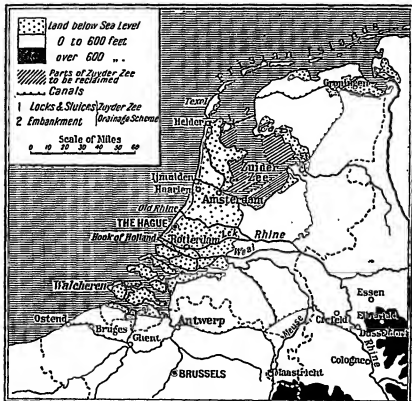 Land below Sea Level
0 to 600 feet
over 600 „ .
Parts of Zuyder Zee
to be reclaimed
Canals
1 Locks & Sluices Zuyder Zee
2 Embankment Drainage Scheme
Scale of Miles
0 10 20 30 40 50 60
Frisian Islands
Groningen
Texel
Helder
1
2
Zuider
Zee
Ijmuiden
Haarlem
Amsterdam
Old Rhine
THE HAGUE
Hook of Holland
Rotterdam
Lek
Rhine
Waal
Walcheren
Essen
Elberfeld
Ostend
Bruges
Antwerp
Meuse
Crefeld
Dusseldorf
Ghent
Rhine
Cologne
BRUSSELS
Maastricht